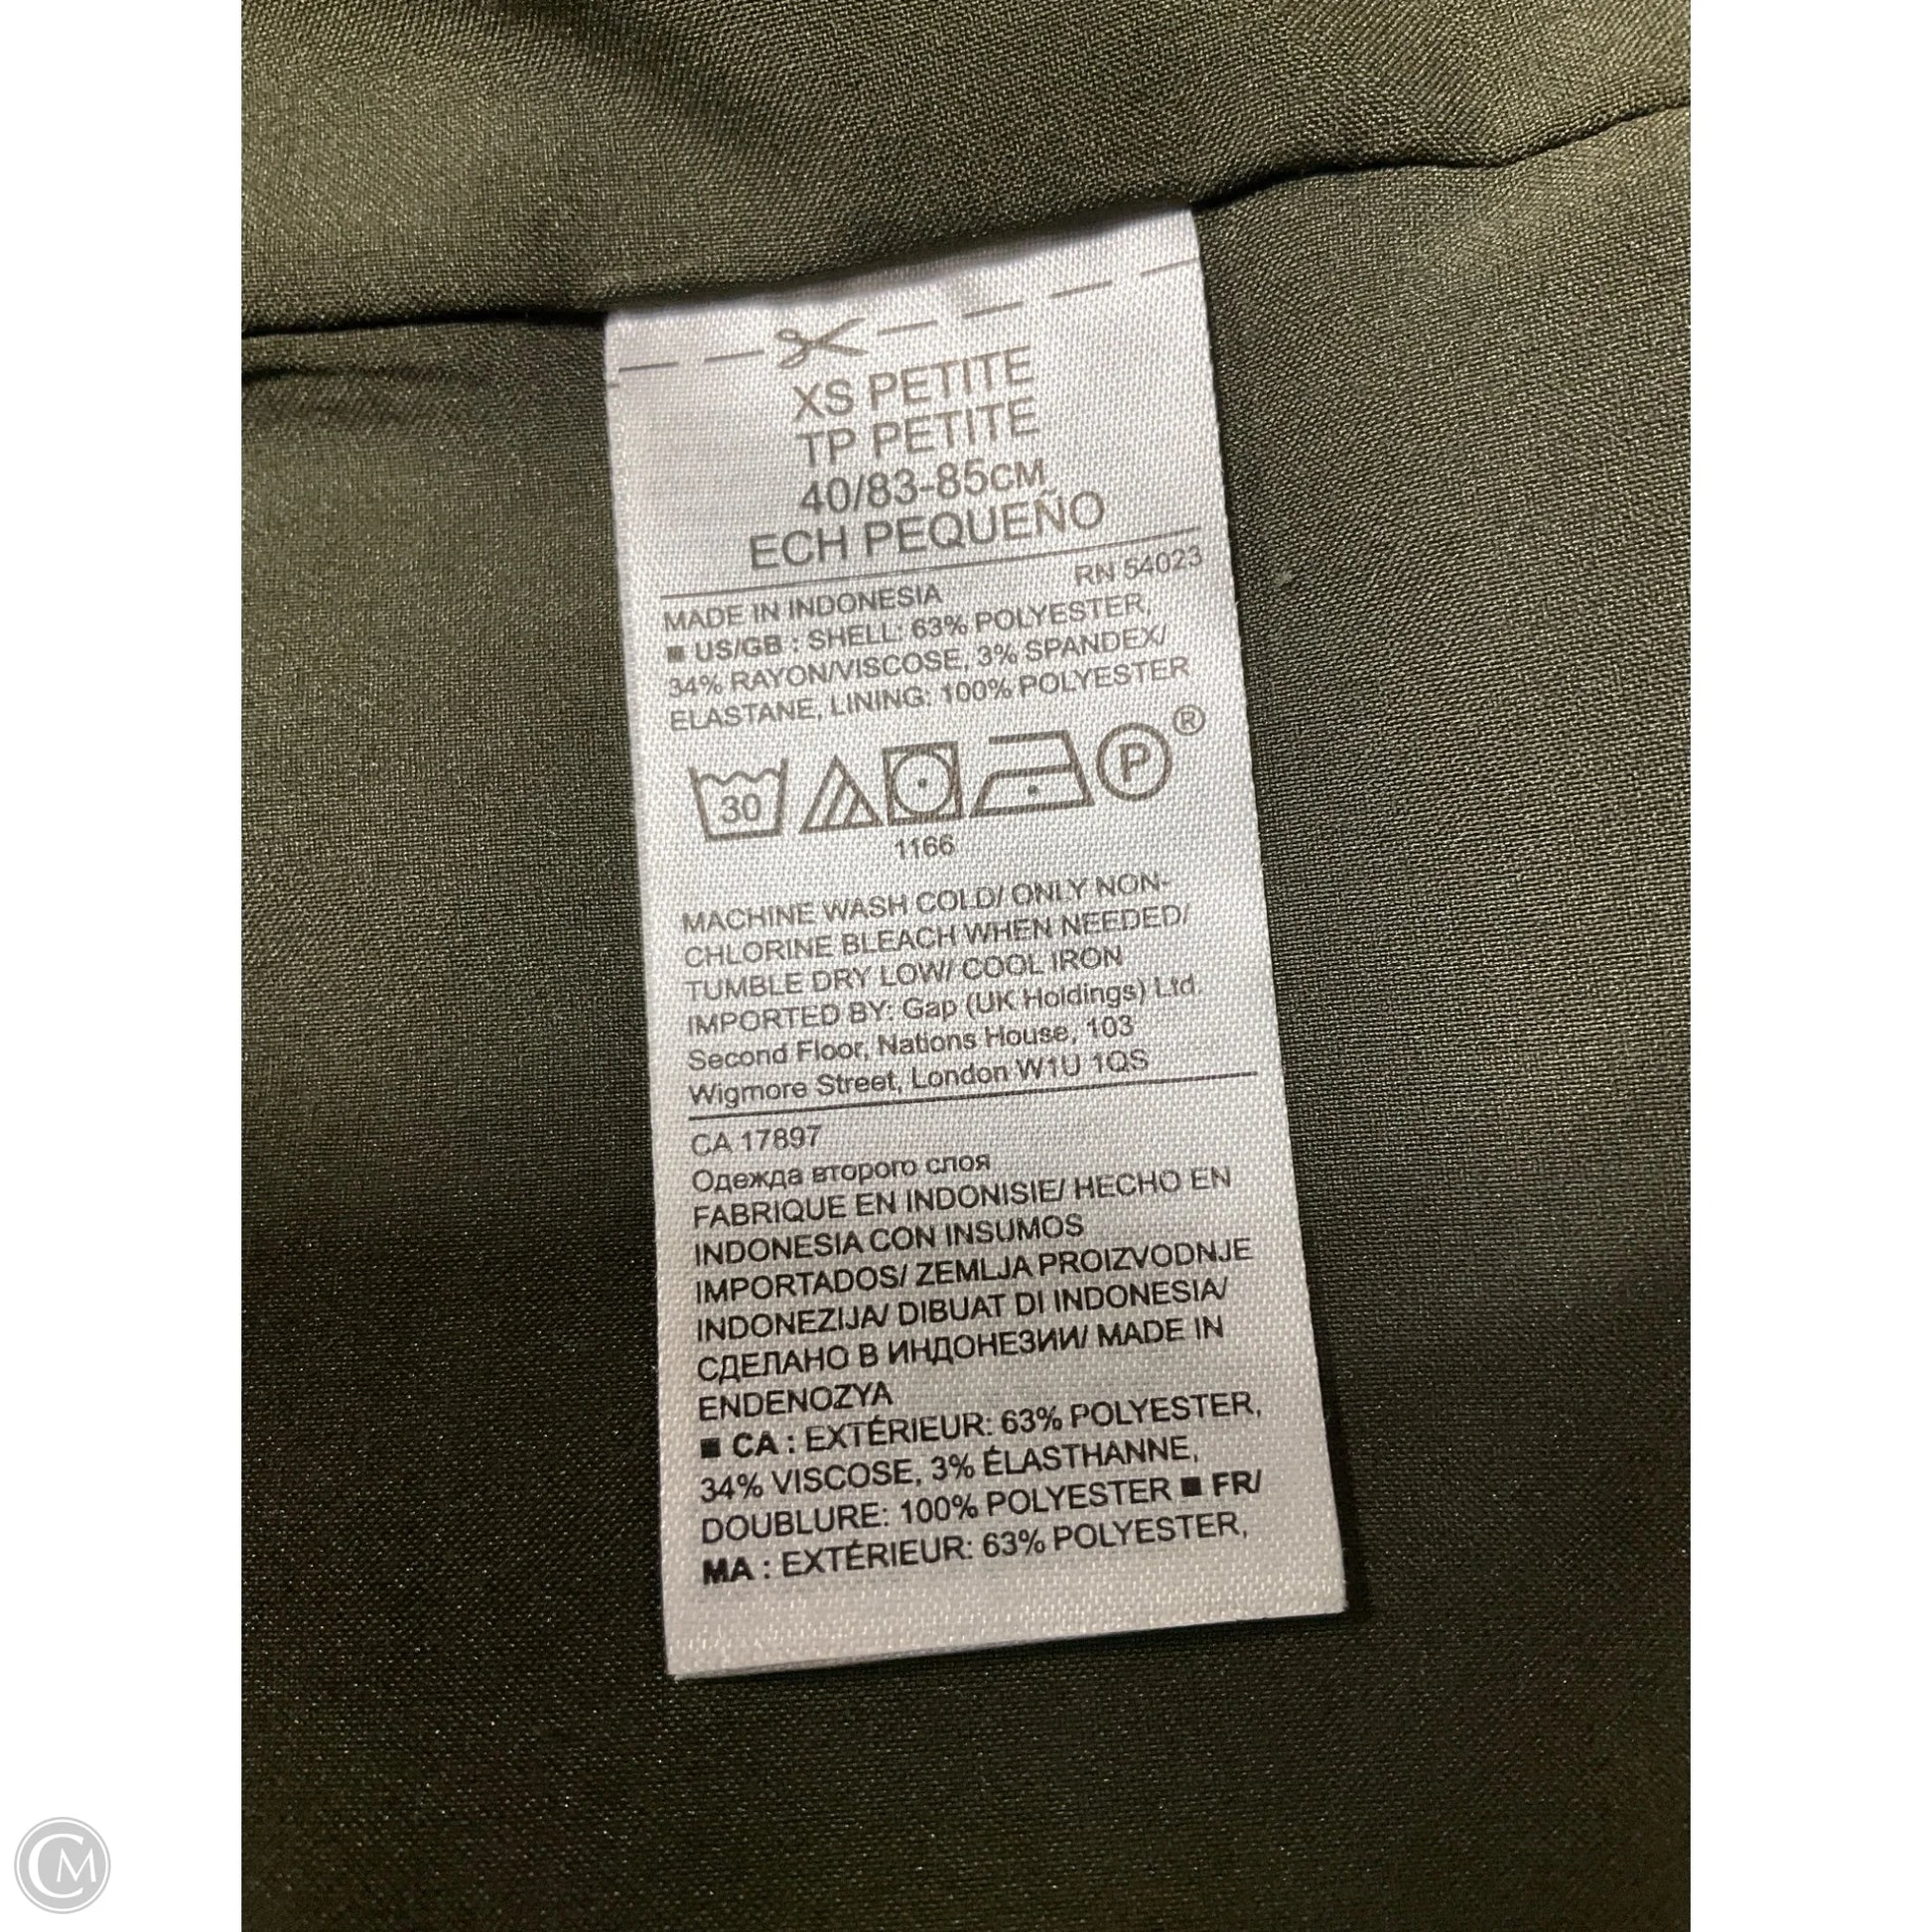 XS PETITE
TP PETITE
40/83-85CM
ECH PEQUEÑO
RN 54023
MADE IN INDONESIA
■ US/GB : SHELL: 63% POLYESTER,
34% RAYON/VISCOSE, 3% SPANDEX/
ELASTANE, LINING: 100% POLYESTER
30 P ®
1166
MACHINE WASH COLD/ ONLY NON-
CHLORINE BLEACH WHEN NEEDED/
TUMBLE DRY LOW/ COOL IRON
IMPORTED BY: Gap (UK Holdings) Ltd.
Second Floor, Nations House, 103
Wigmore Street, London W1U 1QS
CA 17897
Одежда второго слоя
FABRIQUE EN INDONISIE/ HECHO EN
INDONESIA CON INSUMOS
IMPORTADOS/ ZEMLJA PROIZVODNJE
INDONEZIJA/ DIBUAT DI INDONESIA/
СДЕЛАНО В ИНДОНЕЗИИ/ MADE IN
ENDENOZYA
■ CA : EXTÉRIEUR: 63% POLYESTER,
34% VISCOSE, 3% ÉLASTHANNE,
DOUBLURE: 100% POLYESTER ■ FR/
MA : EXTÉRIEUR: 63% POLYESTER,
CM